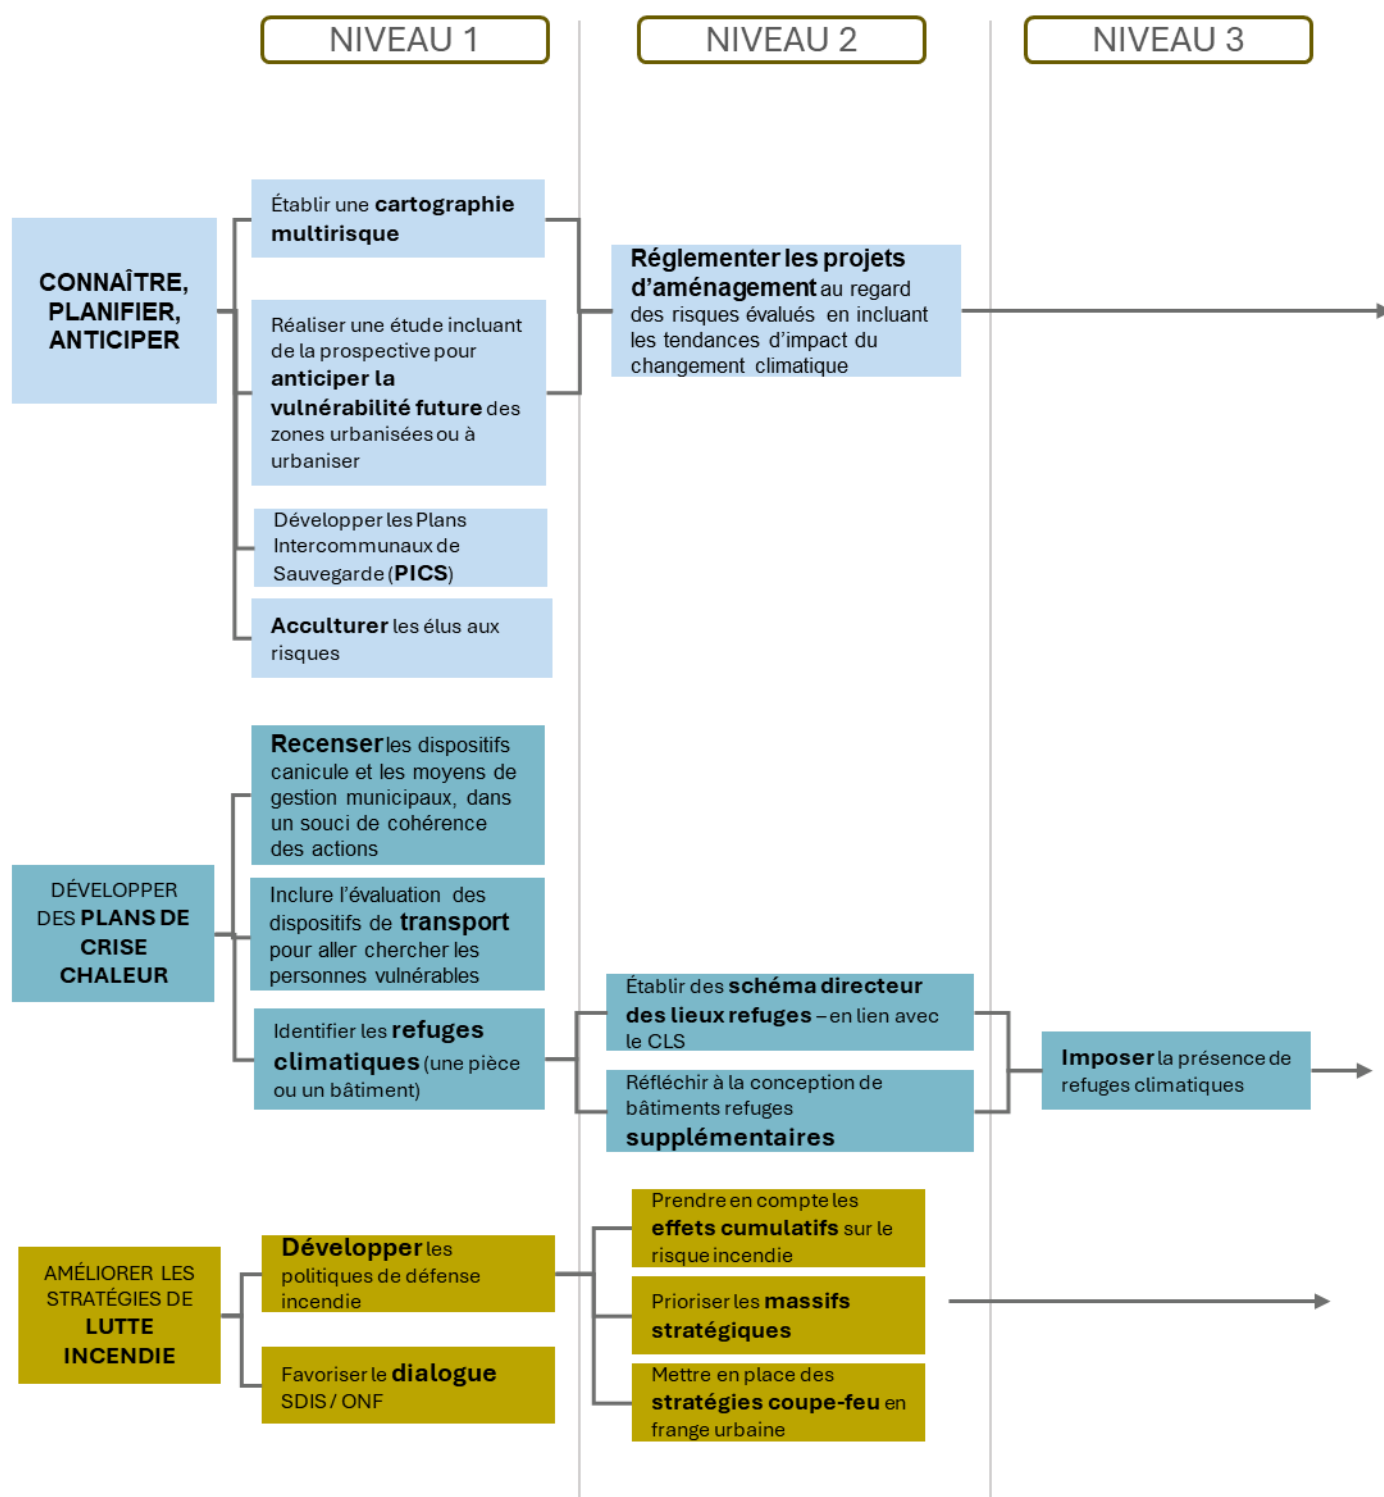 NIVEAU 1
NIVEAU 2
NIVEAU 3
CONNAÎTRE,
PLANIFIER,
ANTICIPER
Établir une cartographie
multirisque
Réaliser une étude incluant
de la prospective pour
anticiper la
vulnérabilité future des
zones urbanisées ou à
urbaniser
Développer les Plans
Intercommunaux de
Sauvegarde (PICS)
Acculturer les élus aux
risques
Réglementer les projets
d’aménagement au regard
des risques évalués en incluant
les tendances d’impact du
changement climatique
DÉVELOPPER
DES PLANS DE
CRISE
CHALEUR
Recenser les dispositifs
canicule et les moyens de
gestion municipaux, dans
un souci de cohérence
des actions
Inclure l’évaluation des
dispositifs de transport
pour aller chercher les
personnes vulnérables
Identifier les refuges
climatiques (une pièce
ou un bâtiment)
Établir des schéma directeur
des lieux refuges – en lien avec
le CLS
Réfléchir à la conception de
bâtiments refuges
supplémentaires
Imposer la présence de
refuges climatiques
AMÉLIORER LES
STRATÉGIES DE
LUTTE
INCENDIE
Développer les
politiques de défense
incendie
Favoriser le dialogue
SDIS / ONF
Prendre en compte les
effets cumulatifs sur le
risque incendie
Prioriser les massifs
stratégiques
Mettre en place des
stratégies coupe-feu en
frange urbaine